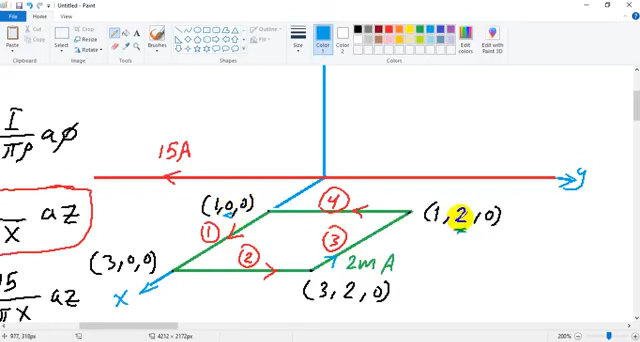 Untitled - Paint
File Home View
Paste
Clipboard
Select
Crop
Resize
Rotate
Image
Tools
Brushes
Outline
Fill
Shapes
Size
Color 1
Color 2
Edit colors
Edit with Paint 3D
Colors
I
πρ aφ
15A
y
x az
(1,0,0)
④
(1, 2, 0)
①
③
(3,0,0)
②
2mA
15
πx az
x
(3, 2, 0)
977, 318px
4212 × 2172px
200%